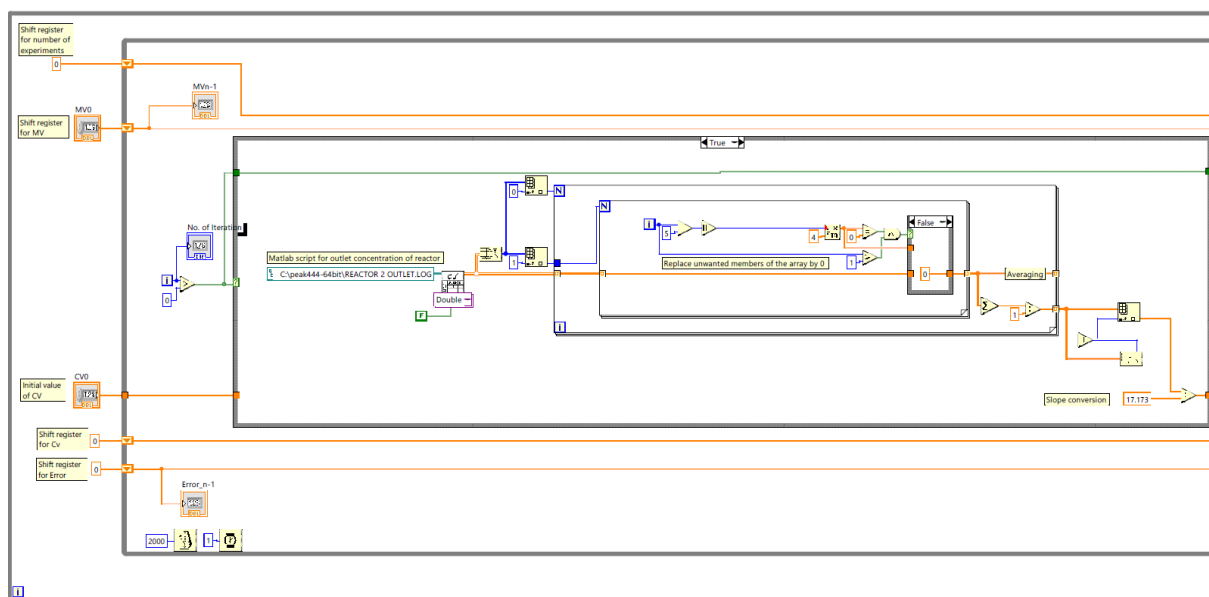 Shift register
for number of
experiments
0
MVn-1
MV0
Shift register
for MV
True
No. of Iteration
i
0
Matlab script for outlet concentration of reactor
C:\peak444-64bit\REACTOR 2 OUTLET.LOG
Double
F
0
1
N
N
i
i
5
4
0
1
Replace unwanted members of the array by 0
False
0
Averaging
1
Slope conversion
17.173
CV0
Initial value
of CV
Shift register
for Cv
0
Shift register
for Error
0
Error_n-1
2000
1
i